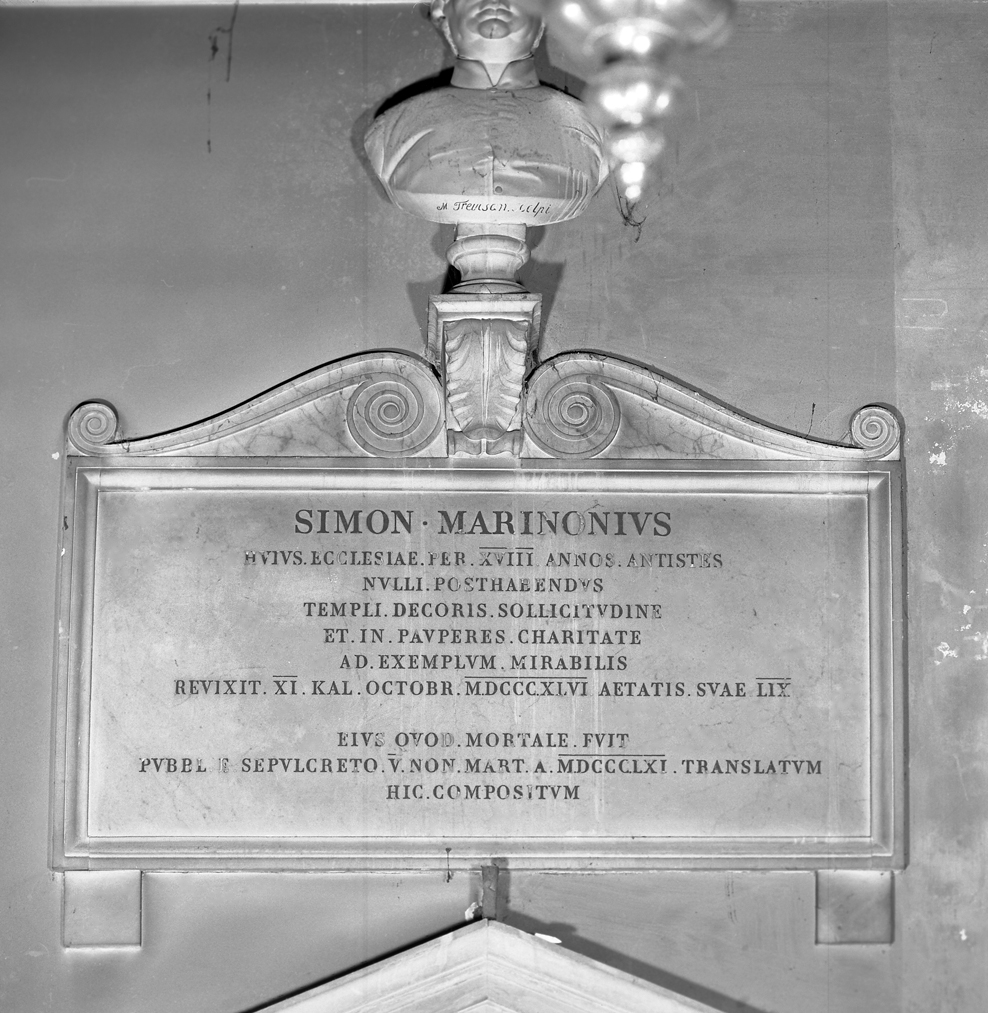 M Trevisan
SIMON · MARINONIVS
HVIVS.ECCLESIAE.PER.XVIII ANNOS.ANTISTES
NVLLI.POSTHABENDVS
TEMPLI.DECORIS.SOLLICITVDINE
ET.IN.PAVPERES.CHARITATE
AD.EXEMPLVM.MIRABILIS
REVIXIT.XI.KAL.OCTOBR.MDCCCXLVI AETATIS.SVAE LIX
EIVS QVOD.MORTALE.FVIT
SEPVLCRETO.V.NON.MART.A.MDCCCLXI.TRANSLATVM
HIC.COMPOSITVM